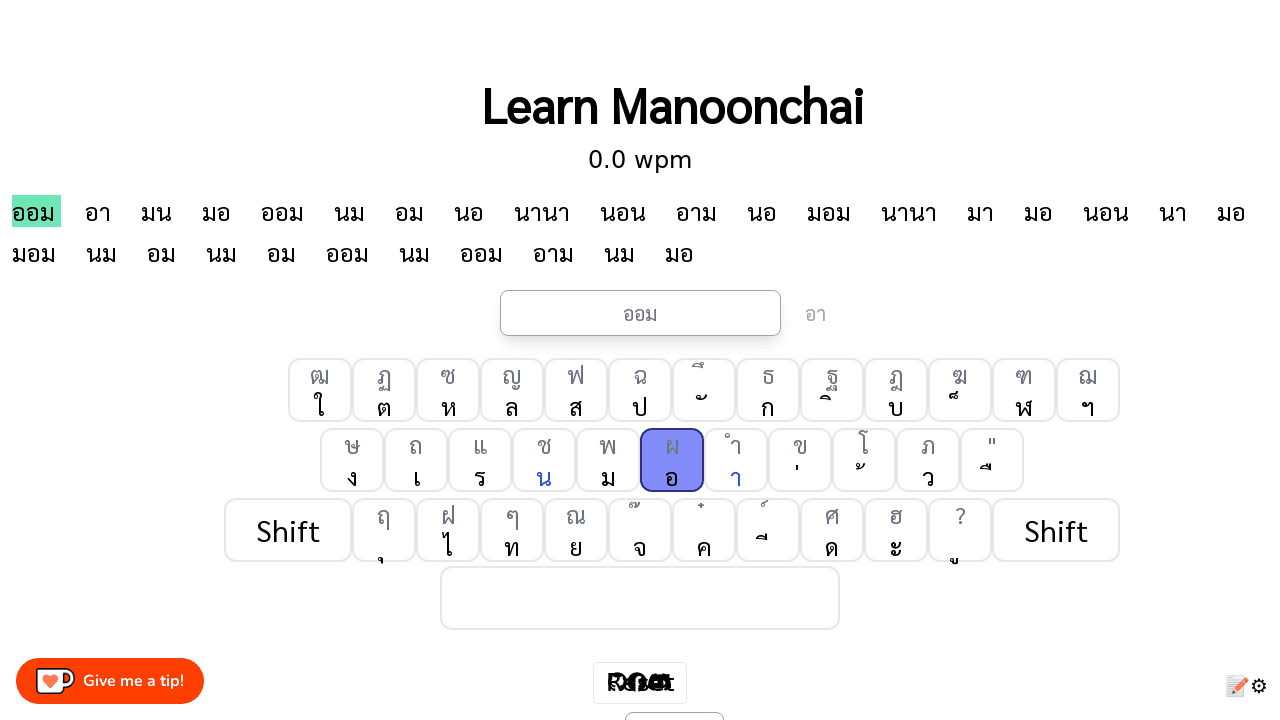 Learn Manoonchai
0.0 wpm
ออม อา มน มอ ออม นม อม นอ นานา นอน อาม นอ มอม นานา มา มอ นอน นา มอ
มอม นม อม นม อม ออม นม ออม อาม นม มอ
ออม อา
ฒ ฏ ซ ญ ฟ ฉ ึ ธ ฐ ฎ ฆ ฑ ฌ
ใ ต ห ล ส ป ั ก ิ บ ็ ฬ ฯ
ษ ถ แ ช พ ผ ำ ข โ ภ "
ง เ ร น ม อ า ่ ้ ว ื
Shift ฤ ฝ ๆ ณ ๊ ๋ ์ ศ ฮ ? Shift
ุ ไ ท ย จ ค ี ด ะ ู
Give me a tip!
Reset